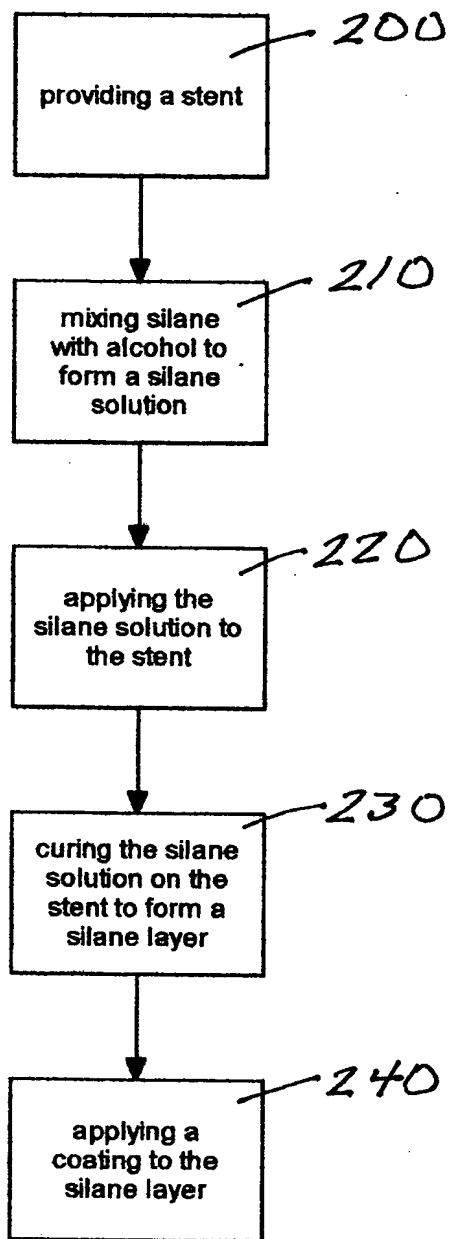 200
providing a stent
210
mixing silane
with alcohol to
form a silane
solution
220
applying the
silane solution to
the stent
230
curing the silane
solution on the
stent to form a
silane layer
240
applying a
coating to the
silane layer